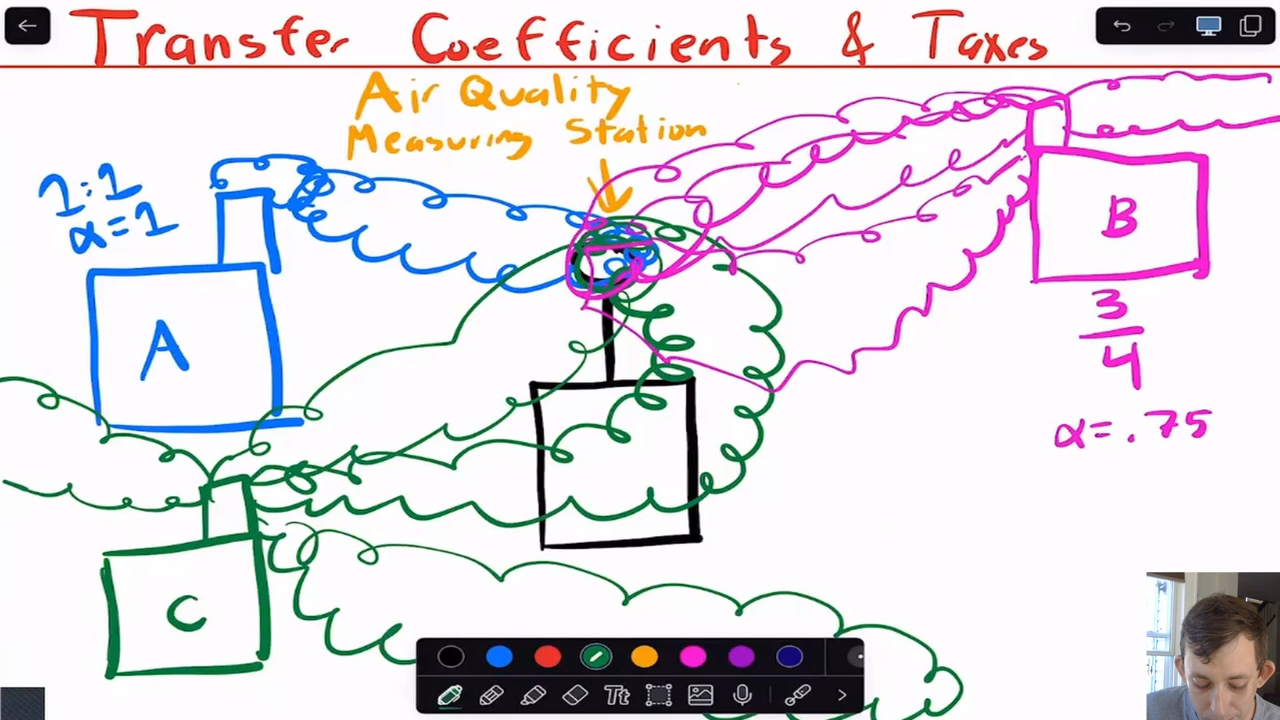 Transfer Coefficients & Taxes
Air Quality
Measuring Station
1:1
α=1
A
B
3
4
α=.75
C
Tt